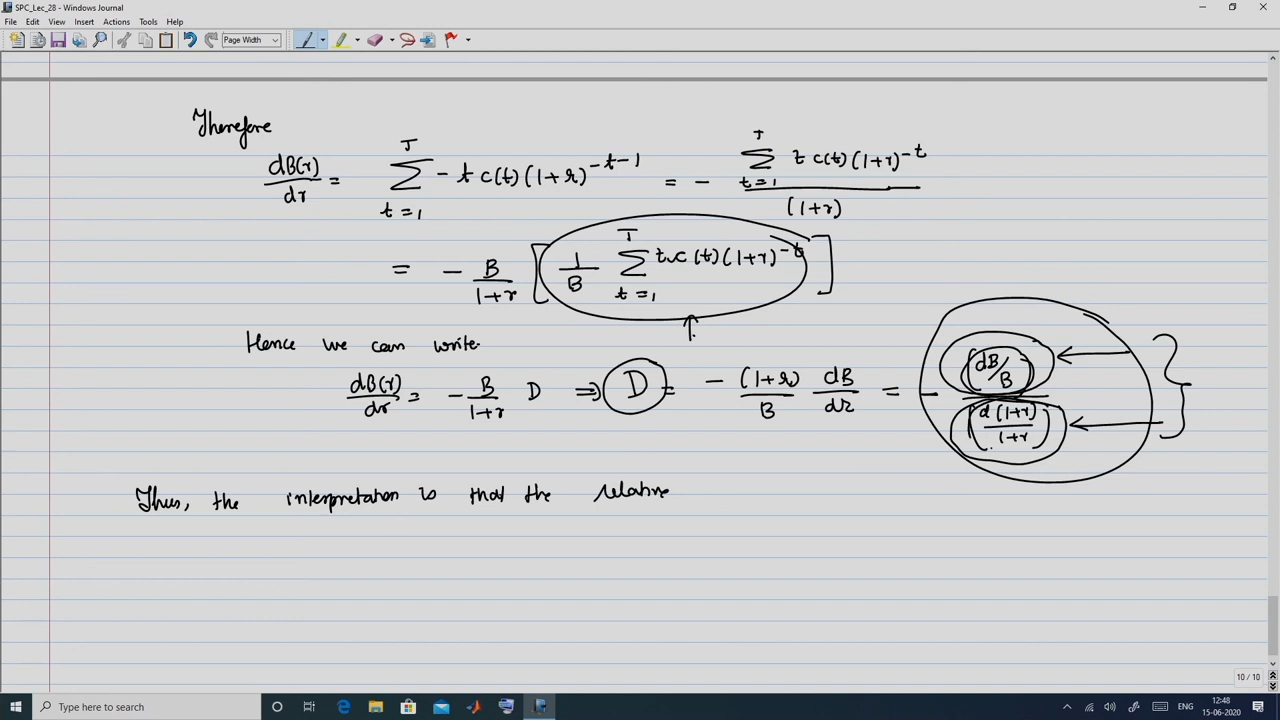 SPC_Lec_28 - Windows Journal
File Edit View Insert Actions Tools Help
Page Width
Therefore
dB(r)/dr = Σ_{t=1}^{T} - t c(t) (1+r)^{-t-1} = - Σ_{t=1}^{T} t c(t) (1+r)^{-t} / (1+r)
= - B/(1+r) [ 1/B Σ_{t=1}^{T} t c(t) (1+r)^{-t} ]
Hence we can write
dB(r)/dr = - B/(1+r) D ⇒ D = - (1+r)/B dB/dr = - (dB/B) / (d(1+r)/(1+r))
Thus, the interpretation is that the relative
10 / 10
Type here to search
ENG
12:48
15-06-2020